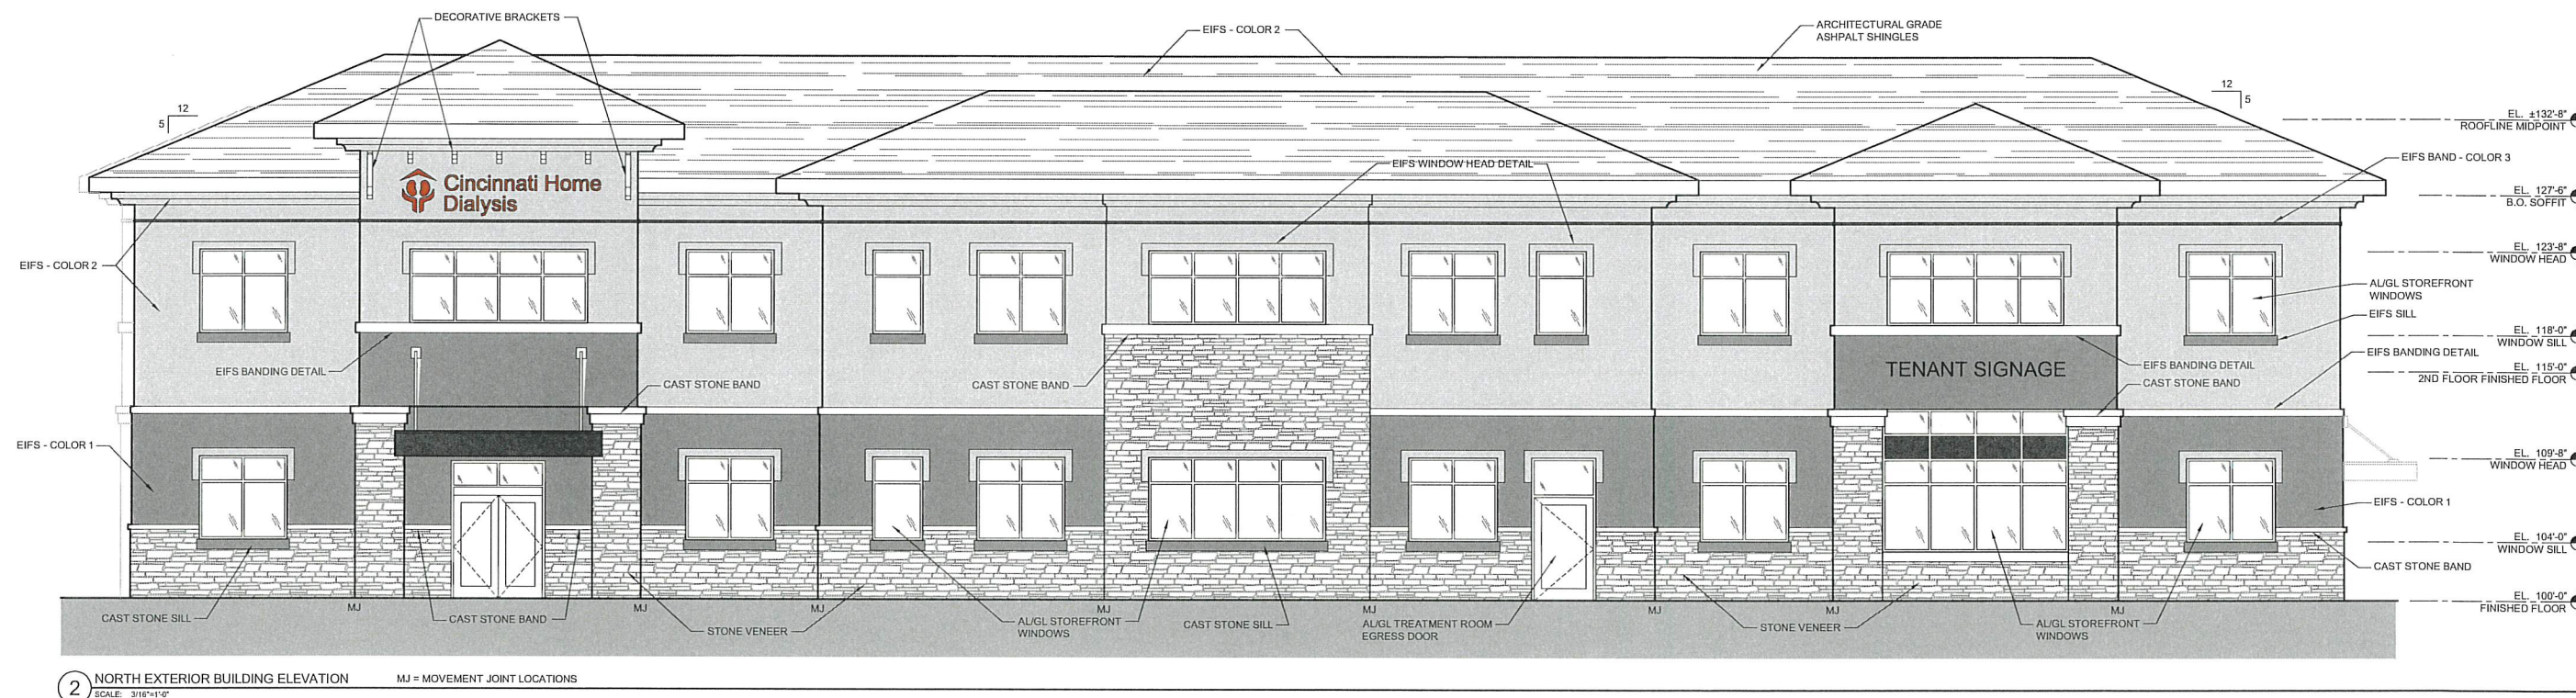 DECORATIVE BRACKETS
EIFS - COLOR 2
ARCHITECTURAL GRADE
ASHPALT SHINGLES
12
5
12
5
EL. ±132'-8"
ROOFLINE MIDPOINT
EIFS WINDOW HEAD DETAIL
EIFS BAND - COLOR 3
Cincinnati Home
Dialysis
EL. 127'-6"
B.O. SOFFIT
EL. 123'-8"
WINDOW HEAD
EIFS - COLOR 2
AL/GL STOREFRONT
WINDOWS
EIFS SILL
EL. 118'-0"
WINDOW SILL
EIFS BANDING DETAIL
EIFS BANDING DETAIL
EIFS BANDING DETAIL
TENANT SIGNAGE
EL. 115'-0"
2ND FLOOR FINISHED FLOOR
CAST STONE BAND
CAST STONE BAND
CAST STONE BAND
EIFS - COLOR 1
EL. 109'-8"
WINDOW HEAD
EIFS - COLOR 1
EL. 104'-0"
WINDOW SILL
CAST STONE BAND
EL. 100'-0"
FINISHED FLOOR
MJ
MJ
MJ
MJ
MJ
MJ
MJ
MJ
CAST STONE SILL
CAST STONE BAND
STONE VENEER
AL/GL STOREFRONT
WINDOWS
CAST STONE SILL
AL/GL TREATMENT ROOM
EGRESS DOOR
STONE VENEER
AL/GL STOREFRONT
WINDOWS
2
NORTH EXTERIOR BUILDING ELEVATION
MJ = MOVEMENT JOINT LOCATIONS
SCALE: 3/16"=1'-0"